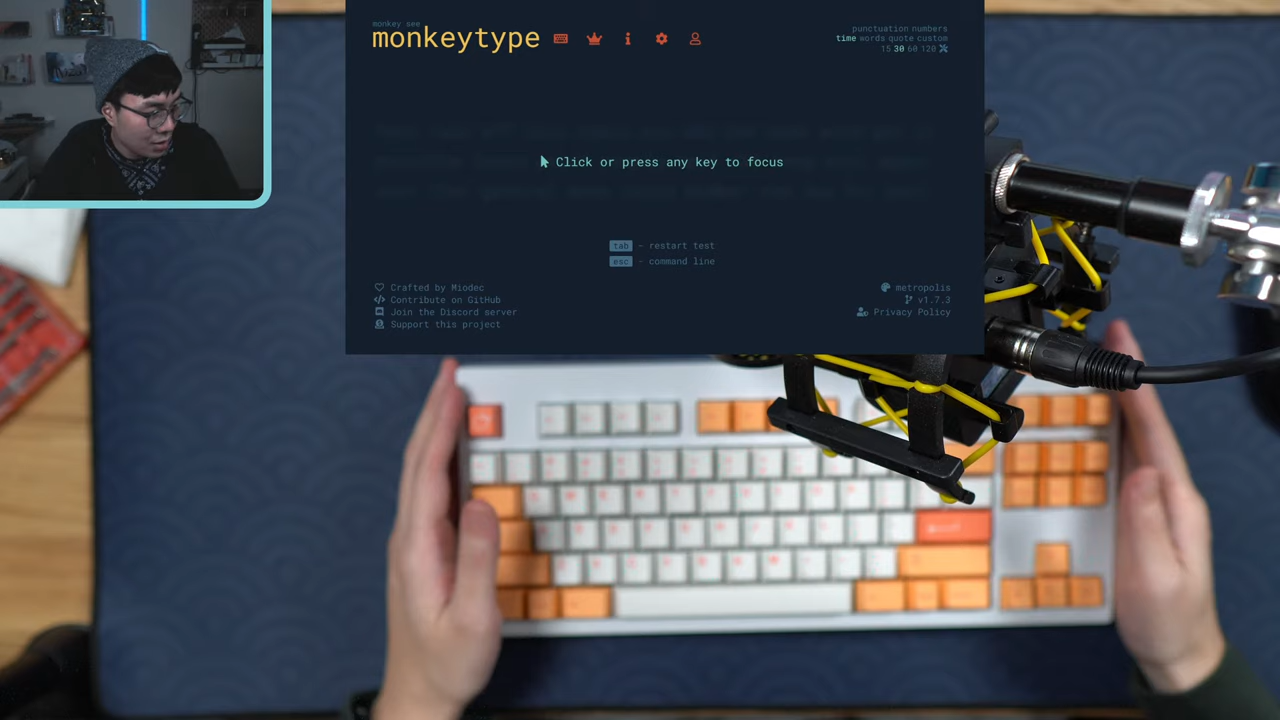 monkey see
monkeytype
punctuation numbers
time words quote custom
15 30 60 120
Click or press any key to focus
tab - restart test
esc - command line
Crafted by Miodec
Contribute on GitHub
Join the Discord server
Support this project
metropolis
v1.7.3
Privacy Policy